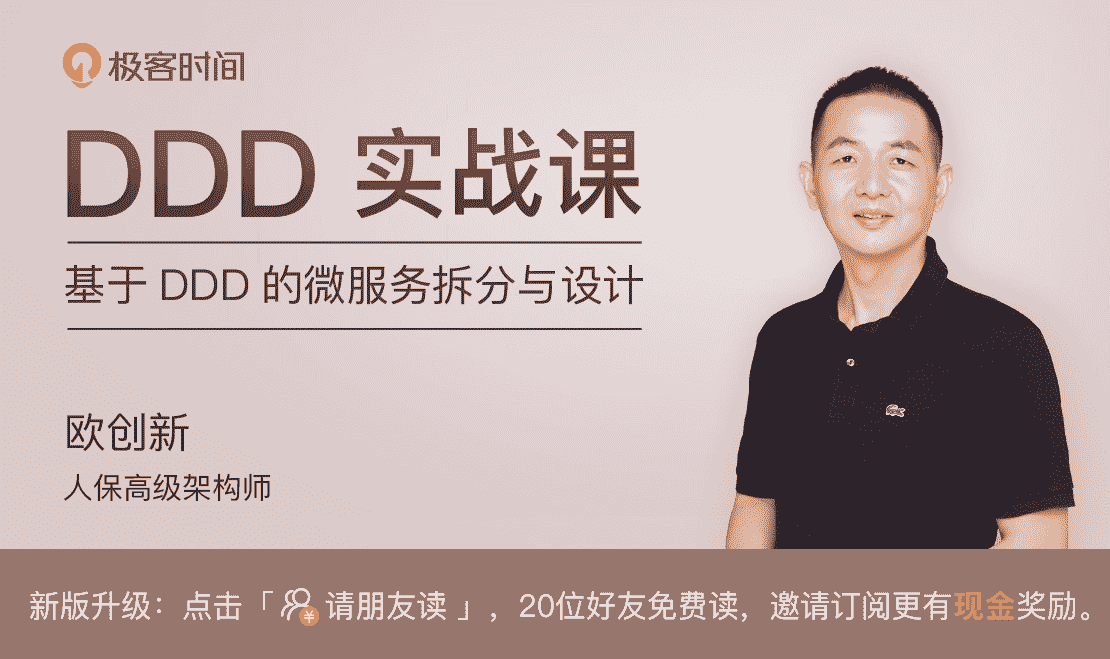 极客时间
DDD 实战课
基于 DDD 的微服务拆分与设计
欧创新
人保高级架构师
新版升级：点击「¥请朋友读」，20位好友免费读，邀请订阅更有现金奖励。